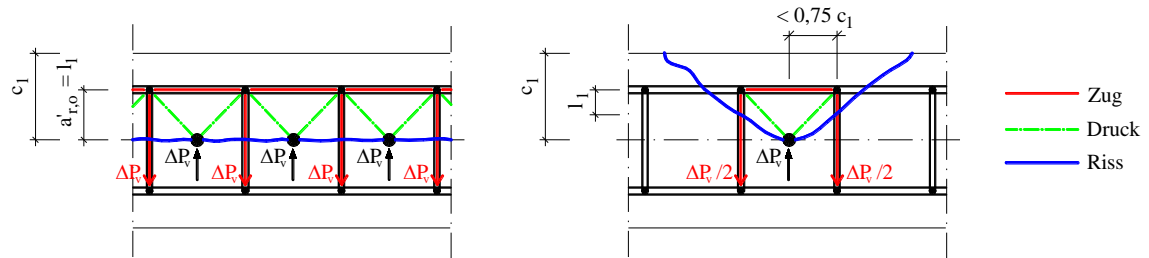 < 0,75 c₁
c₁
a'r,o = l₁
ΔPᵥ
ΔPᵥ
ΔPᵥ
ΔPᵥ
ΔPᵥ
ΔPᵥ
ΔPᵥ
c₁
l₁
ΔPᵥ
ΔPᵥ/2
ΔPᵥ/2
Zug
Druck
Riss